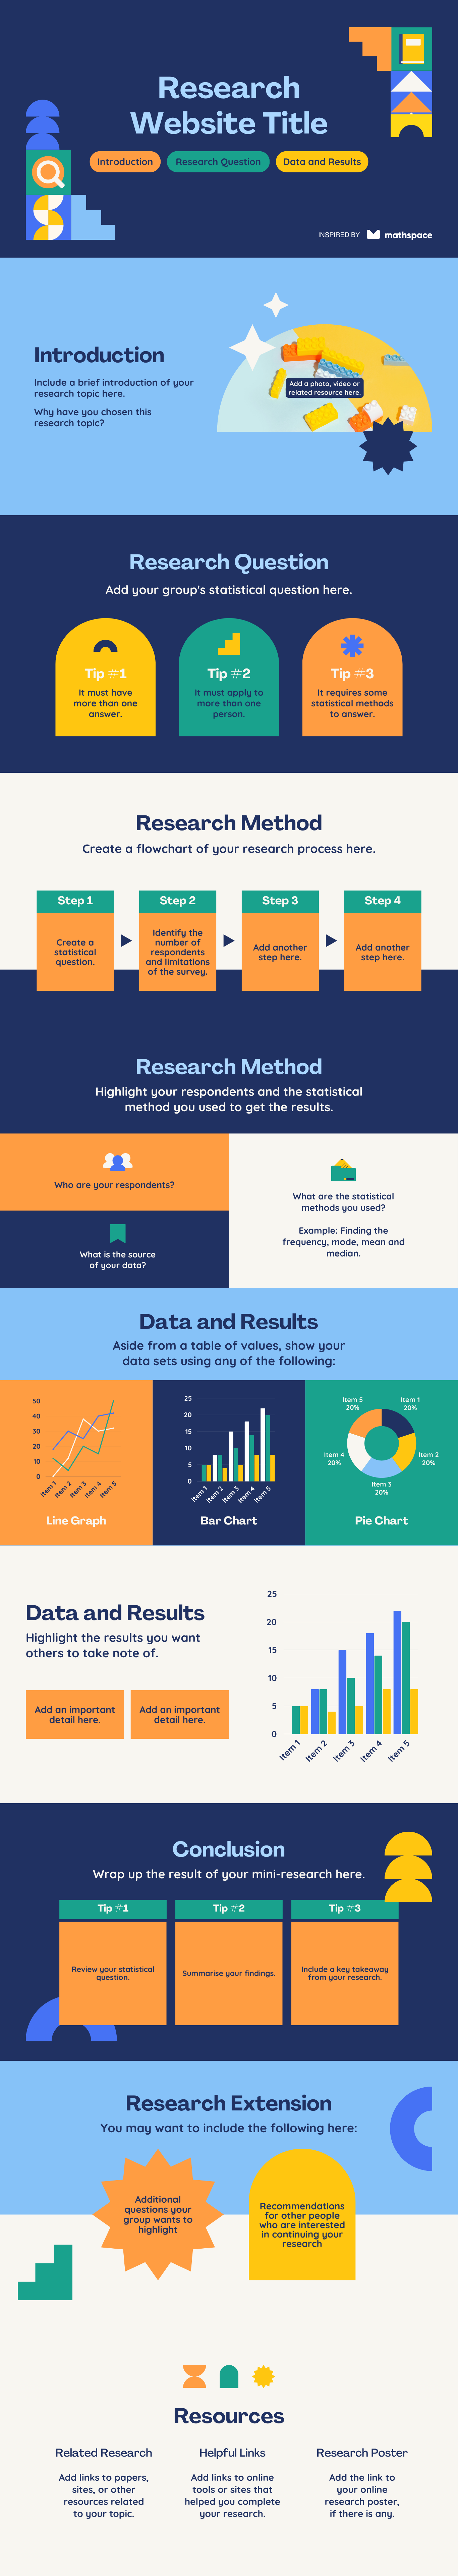 Research
Website Title
Introduction
Research Question
Data and Results
INSPIRED BY mathspace
Introduction
Include a brief introduction of your
research topic here.
Why have you chosen this
research topic?
Add a photo, video or
related resource here.
Research Question
Add your group's statistical question here.
Tip #1
It must have
more than one
answer.
Tip #2
It must apply to
more than one
person.
Tip #3
It requires some
statistical methods
to answer.
Research Method
Create a flowchart of your research process here.
Step 1
Create a
statistical
question.
Step 2
Identify the
number of
respondents
and limitations
of the survey.
Step 3
Add another
step here.
Step 4
Add another
step here.
Research Method
Highlight your respondents and the statistical
method you used to get the results.
Who are your respondents?
What is the source
of your data?
What are the statistical
methods you used?
Example: Finding the
frequency, mode, mean and
median.
Data and Results
Aside from a table of values, show your
data sets using any of the following:
50
40
30
20
10
0
Item 1
Item 2
Item 3
Item 4
Item 5
Line Graph
25
20
15
10
5
0
Item 1
Item 2
Item 3
Item 4
Item 5
Bar Chart
Item 5
20%
Item 1
20%
Item 4
20%
Item 2
20%
Item 3
20%
Pie Chart
Data and Results
Highlight the results you want
others to take note of.
Add an important
detail here.
Add an important
detail here.
25
20
15
10
5
0
Item 1
Item 2
Item 3
Item 4
Item 5
Conclusion
Wrap up the result of your mini-research here.
Tip #1
Review your statistical
question.
Tip #2
Summarise your findings.
Tip #3
Include a key takeaway
from your research.
Research Extension
You may want to include the following here:
Additional
questions your
group wants to
highlight
Recommendations
for other people
who are interested
in continuing your
research
Resources
Related Research
Add links to papers,
sites, or other
resources related
to your topic.
Helpful Links
Add links to online
tools or sites that
helped you complete
your research.
Research Poster
Add the link to
your online
research poster,
if there is any.